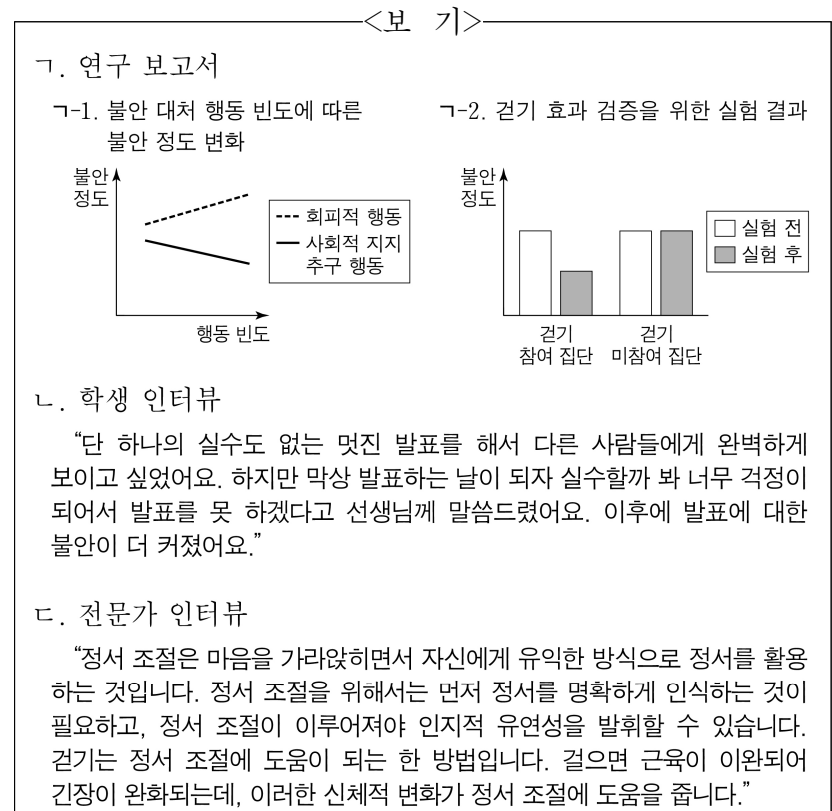 <보 기>
ㄱ. 연구 보고서
ㄱ-1. 불안 대처 행동 빈도에 따른
불안 정도 변화
불안
정도
회피적 행동
사회적 지지
추구 행동
행동 빈도
ㄱ-2. 걷기 효과 검증을 위한 실험 결과
불안
정도
실험 전
실험 후
걷기
참여 집단
걷기
미참여 집단
ㄴ. 학생 인터뷰
“단 하나의 실수도 없는 멋진 발표를 해서 다른 사람들에게 완벽하게
보이고 싶었어요. 하지만 막상 발표하는 날이 되자 실수할까 봐 너무 걱정이
되어서 발표를 못 하겠다고 선생님께 말씀드렸어요. 이후에 발표에 대한
불안이 더 커졌어요.”
ㄷ. 전문가 인터뷰
“정서 조절은 마음을 가라앉히면서 자신에게 유익한 방식으로 정서를 활용
하는 것입니다. 정서 조절을 위해서는 먼저 정서를 명확하게 인식하는 것이
필요하고, 정서 조절이 이루어져야 인지적 유연성을 발휘할 수 있습니다.
걷기는 정서 조절에 도움이 되는 한 방법입니다. 걸으면 근육이 이완되어
긴장이 완화되는데, 이러한 신체적 변화가 정서 조절에 도움을 줍니다.”